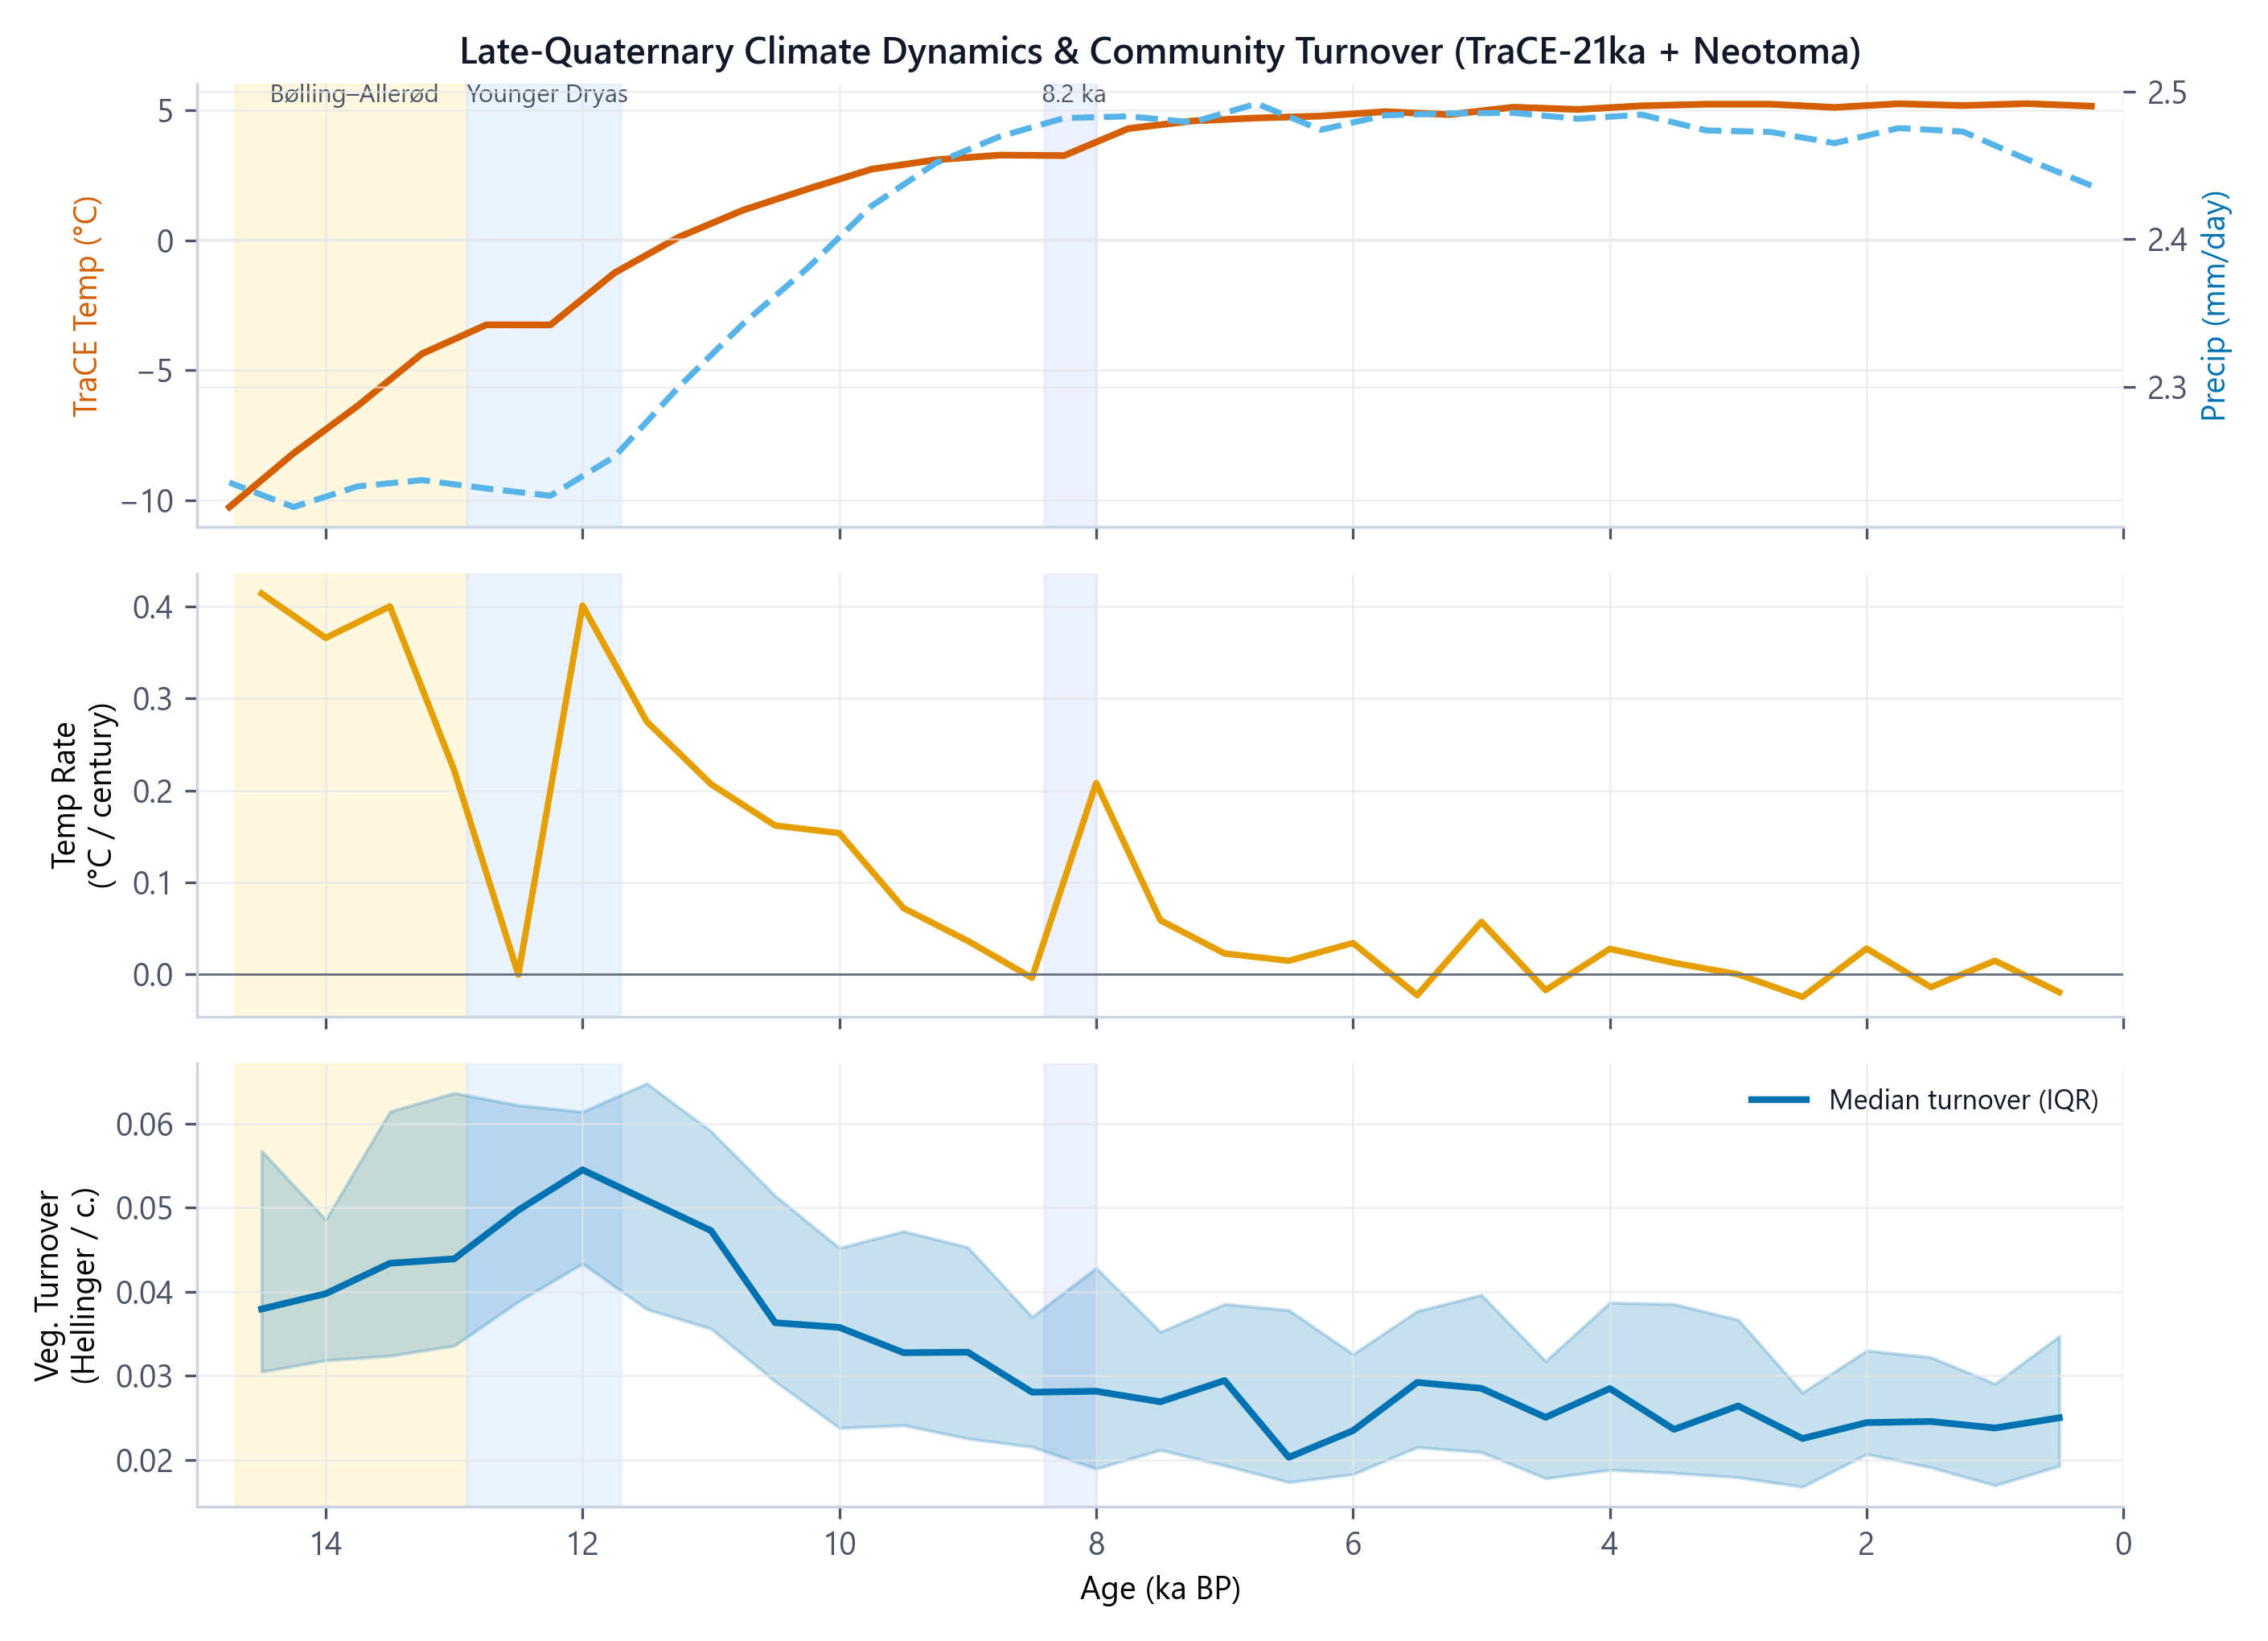 Late-Quaternary Climate Dynamics & Community Turnover (TraCE-21ka + Neotoma)
Bølling–Allerød
Younger Dryas
8.2 ka
TraCE Temp (°C)
5
0
−5
−10
Precip (mm/day)
2.5
2.4
2.3
Temp Rate
(°C / century)
0.4
0.3
0.2
0.1
0.0
Veg. Turnover
(Hellinger / c.)
0.06
0.05
0.04
0.03
0.02
Median turnover (IQR)
14 12 10 8 6 4 2 0
Age (ka BP)